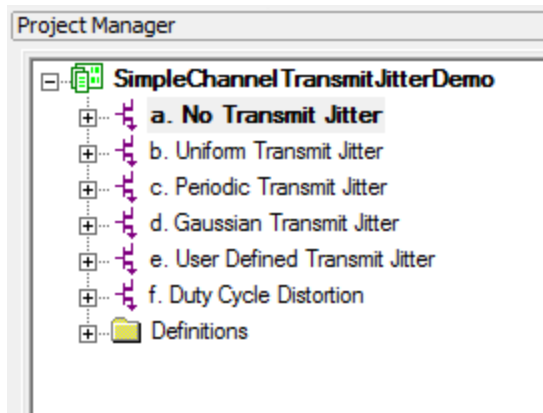 Project Manager
SimpleChannelTransmitJitterDemo
a. No Transmit Jitter
b. Uniform Transmit Jitter
c. Periodic Transmit Jitter
d. Gaussian Transmit Jitter
e. User Defined Transmit Jitter
f. Duty Cycle Distortion
Definitions